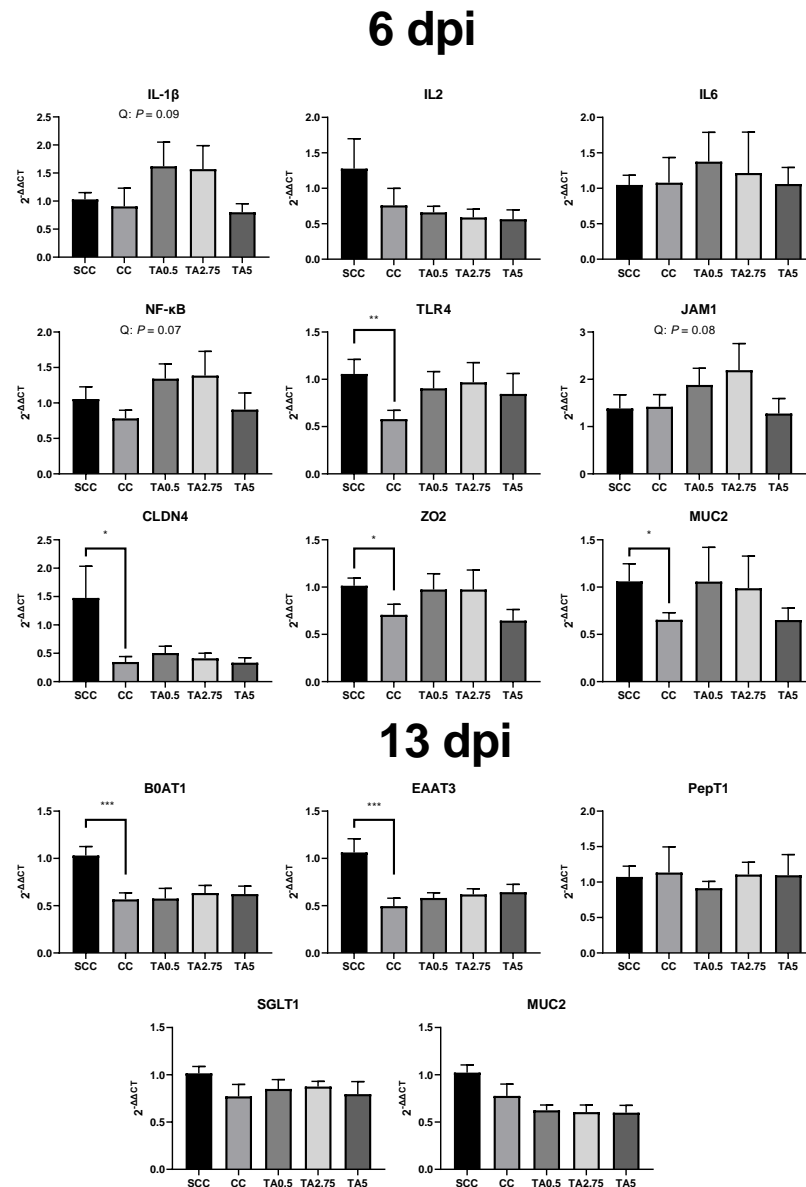 6 dpi
IL-1β
Q: P = 0.09
2.5
2.0
1.5
1.0
0.5
0.0
2^-ΔΔCT
SCC CC TA0.5 TA2.75 TA5
IL2
2.0
1.5
1.0
0.5
0.0
2^-ΔΔCT
SCC CC TA0.5 TA2.75 TA5
IL6
2.0
1.5
1.0
0.5
0.0
2^-ΔΔCT
SCC CC TA0.5 TA2.75 TA5
NF-κB
Q: P = 0.07
2.0
1.5
1.0
0.5
0.0
2^-ΔΔCT
SCC CC TA0.5 TA2.75 TA5
TLR4
**
1.5
1.0
0.5
0.0
2^-ΔΔCT
SCC CC TA0.5 TA2.75 TA5
JAM1
Q: P = 0.08
3
2
1
0
2^-ΔΔCT
SCC CC TA0.5 TA2.75 TA5
CLDN4
*
2.5
2.0
1.5
1.0
0.5
0.0
2^-ΔΔCT
SCC CC TA0.5 TA2.75 TA5
ZO2
*
1.5
1.0
0.5
0.0
2^-ΔΔCT
SCC CC TA0.5 TA2.75 TA5
MUC2
*
1.5
1.0
0.5
0.0
2^-ΔΔCT
SCC CC TA0.5 TA2.75 TA5
13 dpi
B0AT1
***
1.5
1.0
0.5
0.0
2^-ΔΔCT
SCC CC TA0.5 TA2.75 TA5
EAAT3
***
1.5
1.0
0.5
0.0
2^-ΔΔCT
SCC CC TA0.5 TA2.75 TA5
PepT1
2.0
1.5
1.0
0.5
0.0
2^-ΔΔCT
SCC CC TA0.5 TA2.75 TA5
SGLT1
1.5
1.0
0.5
0.0
2^-ΔΔCT
SCC CC TA0.5 TA2.75 TA5
MUC2
1.5
1.0
0.5
0.0
2^-ΔΔCT
SCC CC TA0.5 TA2.75 TA5